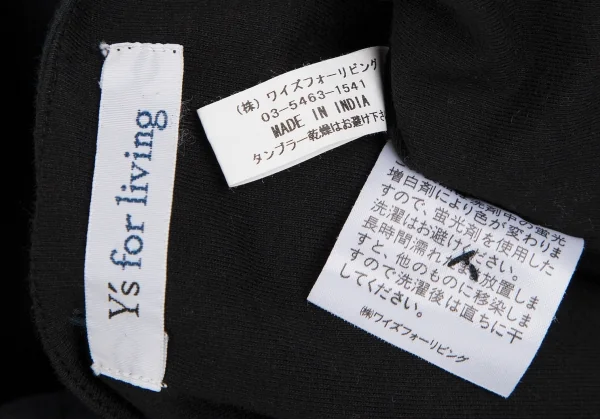 Y's for living
(株)ワイズフォーリビング
03-5463-1541
MADE IN INDIA
タンブラー乾燥はお避け下さ
洗剤中の蛍光
増白剤により色が変わりま
すので、蛍光剤を使用した
洗濯はお避けください。
長時間濡れたまま放置しま
すと、他のものに移染しま
すので洗濯後は直ちに干
してください。
(株)ワイズフォーリビング